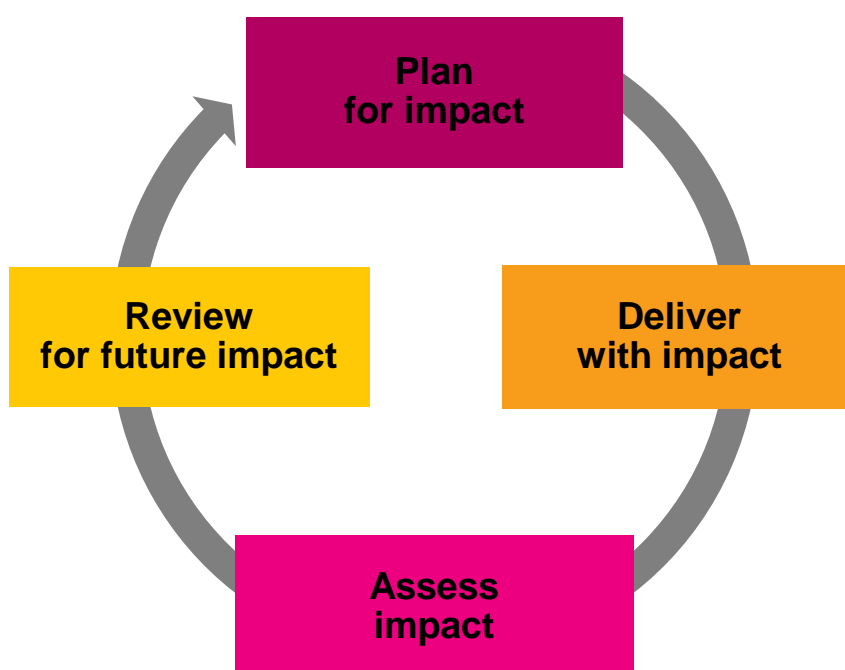 Plan
for impact
Deliver
with impact
Assess
impact
Review
for future impact